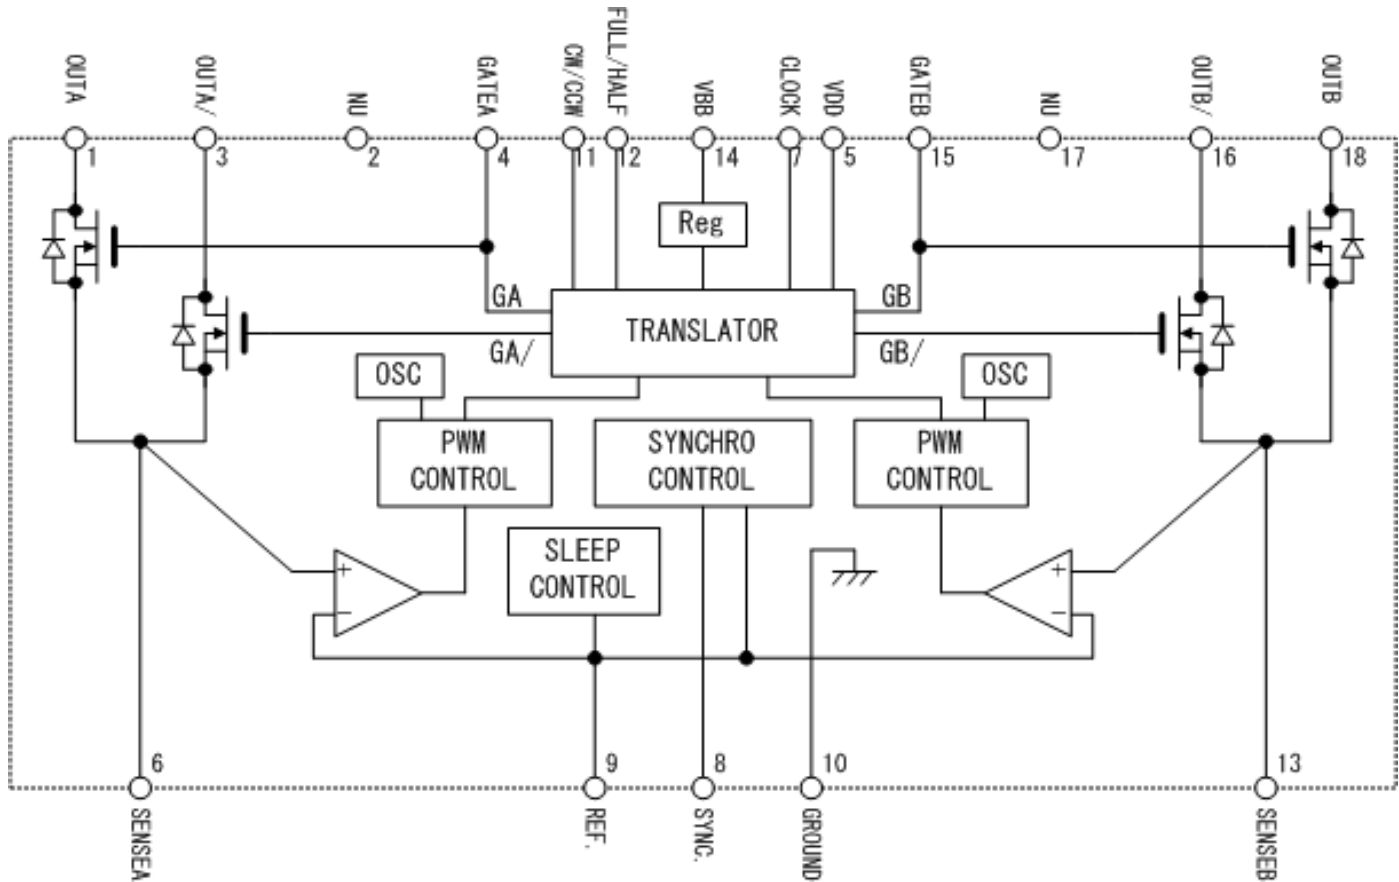 OUTA
OUTA/
NU
GATEA
CW/CCW
FULL/HALF
VBB
CLOCK
VDD
GATEB
NU
OUTB/
OUTB
1
3
2
4
11
12
14
7
5
15
17
16
18
Reg
GA
TRANSLATOR
GB
GA/
GB/
OSC
OSC
PWM
CONTROL
SYNCHRO
CONTROL
PWM
CONTROL
SLEEP
CONTROL
+
−
+
−
6
9
8
10
13
SENSEA
REF.
SYNC.
GROUND
SENSEB